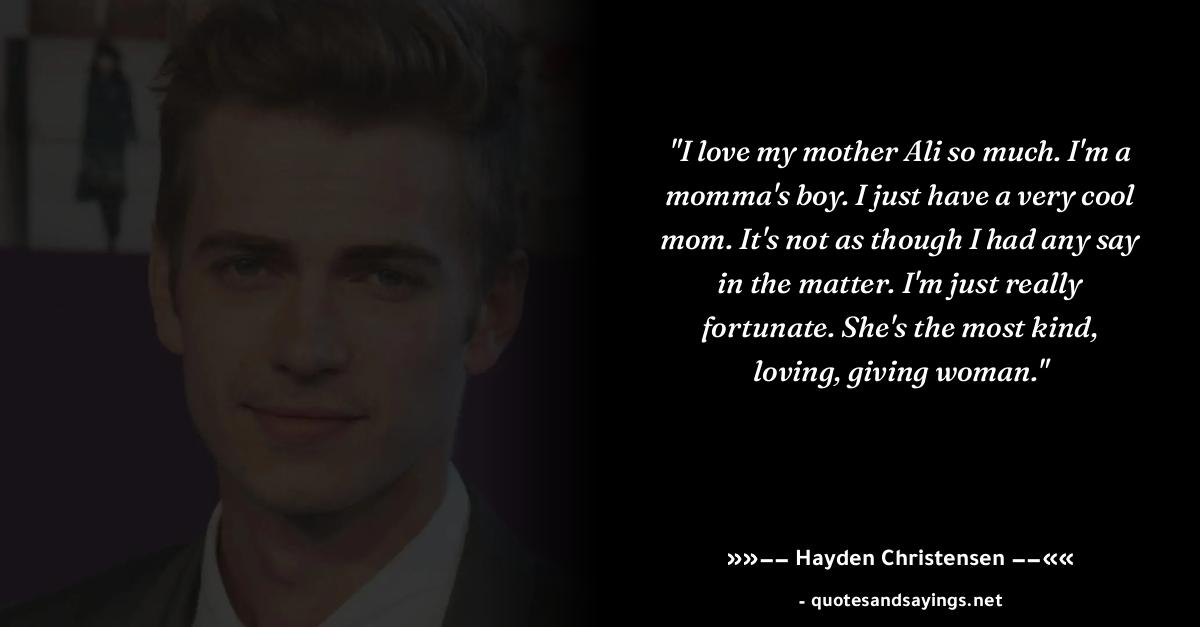 "I love my mother Ali so much. I'm a
momma's boy. I just have a very cool
mom. It's not as though I had any say
in the matter. I'm just really
fortunate. She's the most kind,
loving, giving woman."
»»−− Hayden Christensen −−««
- quotesandsayings.net